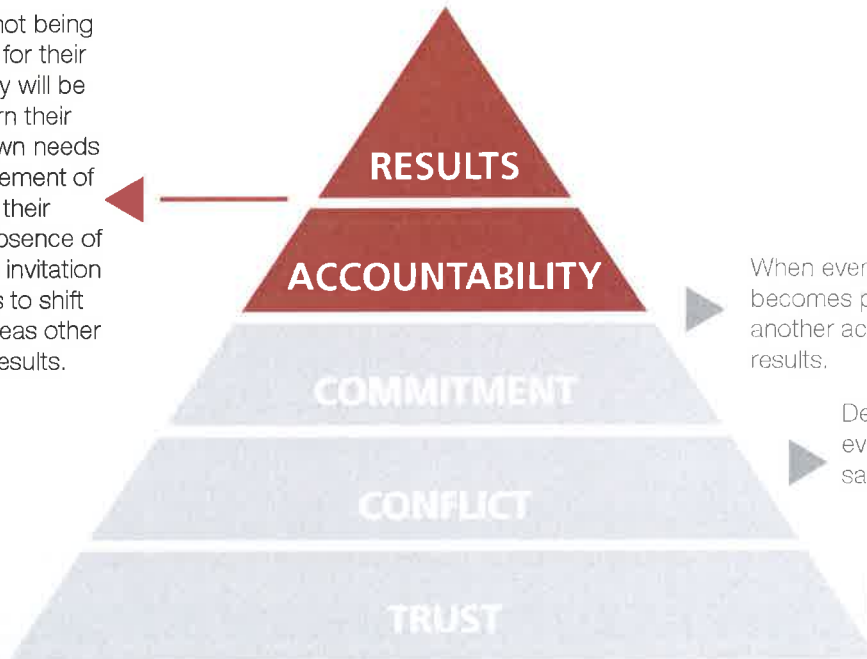 not being
for their
y will be
rn their
wn needs
ement of
their
bsence of
invitation
s to shift
eas other
esults.
RESULTS
ACCOUNTABILITY
When ever
becomes p
another ac
results.
COMMITMENT
De
ev
sa
CONFLICT
TRUST